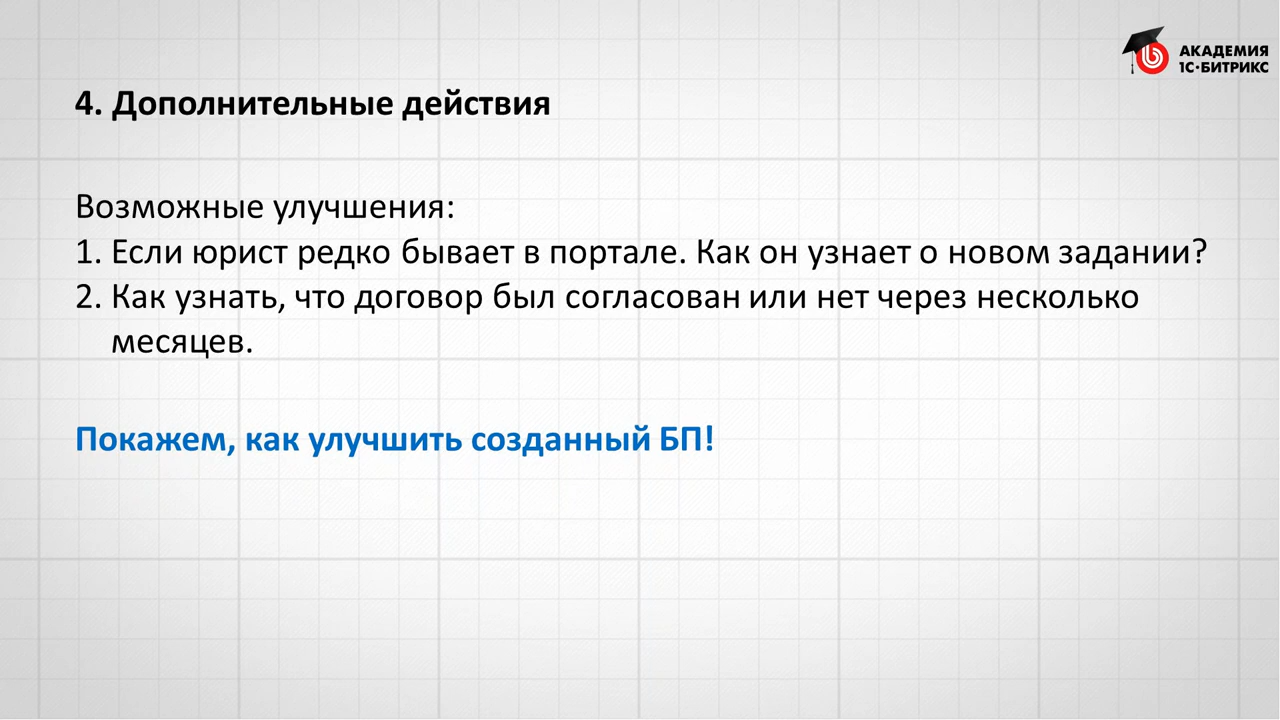 АКАДЕМИЯ
1С·БИТРИКС
4. Дополнительные действия
Возможные улучшения:
1. Если юрист редко бывает в портале. Как он узнает о новом задании?
2. Как узнать, что договор был согласован или нет через несколько
месяцев.
Покажем, как улучшить созданный БП!